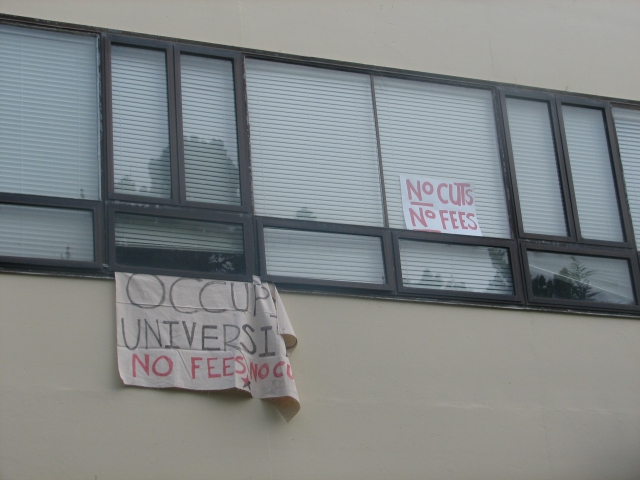 No CUTS
No FEES
OCCUP
UNIVERSI
NO FEES NO CU